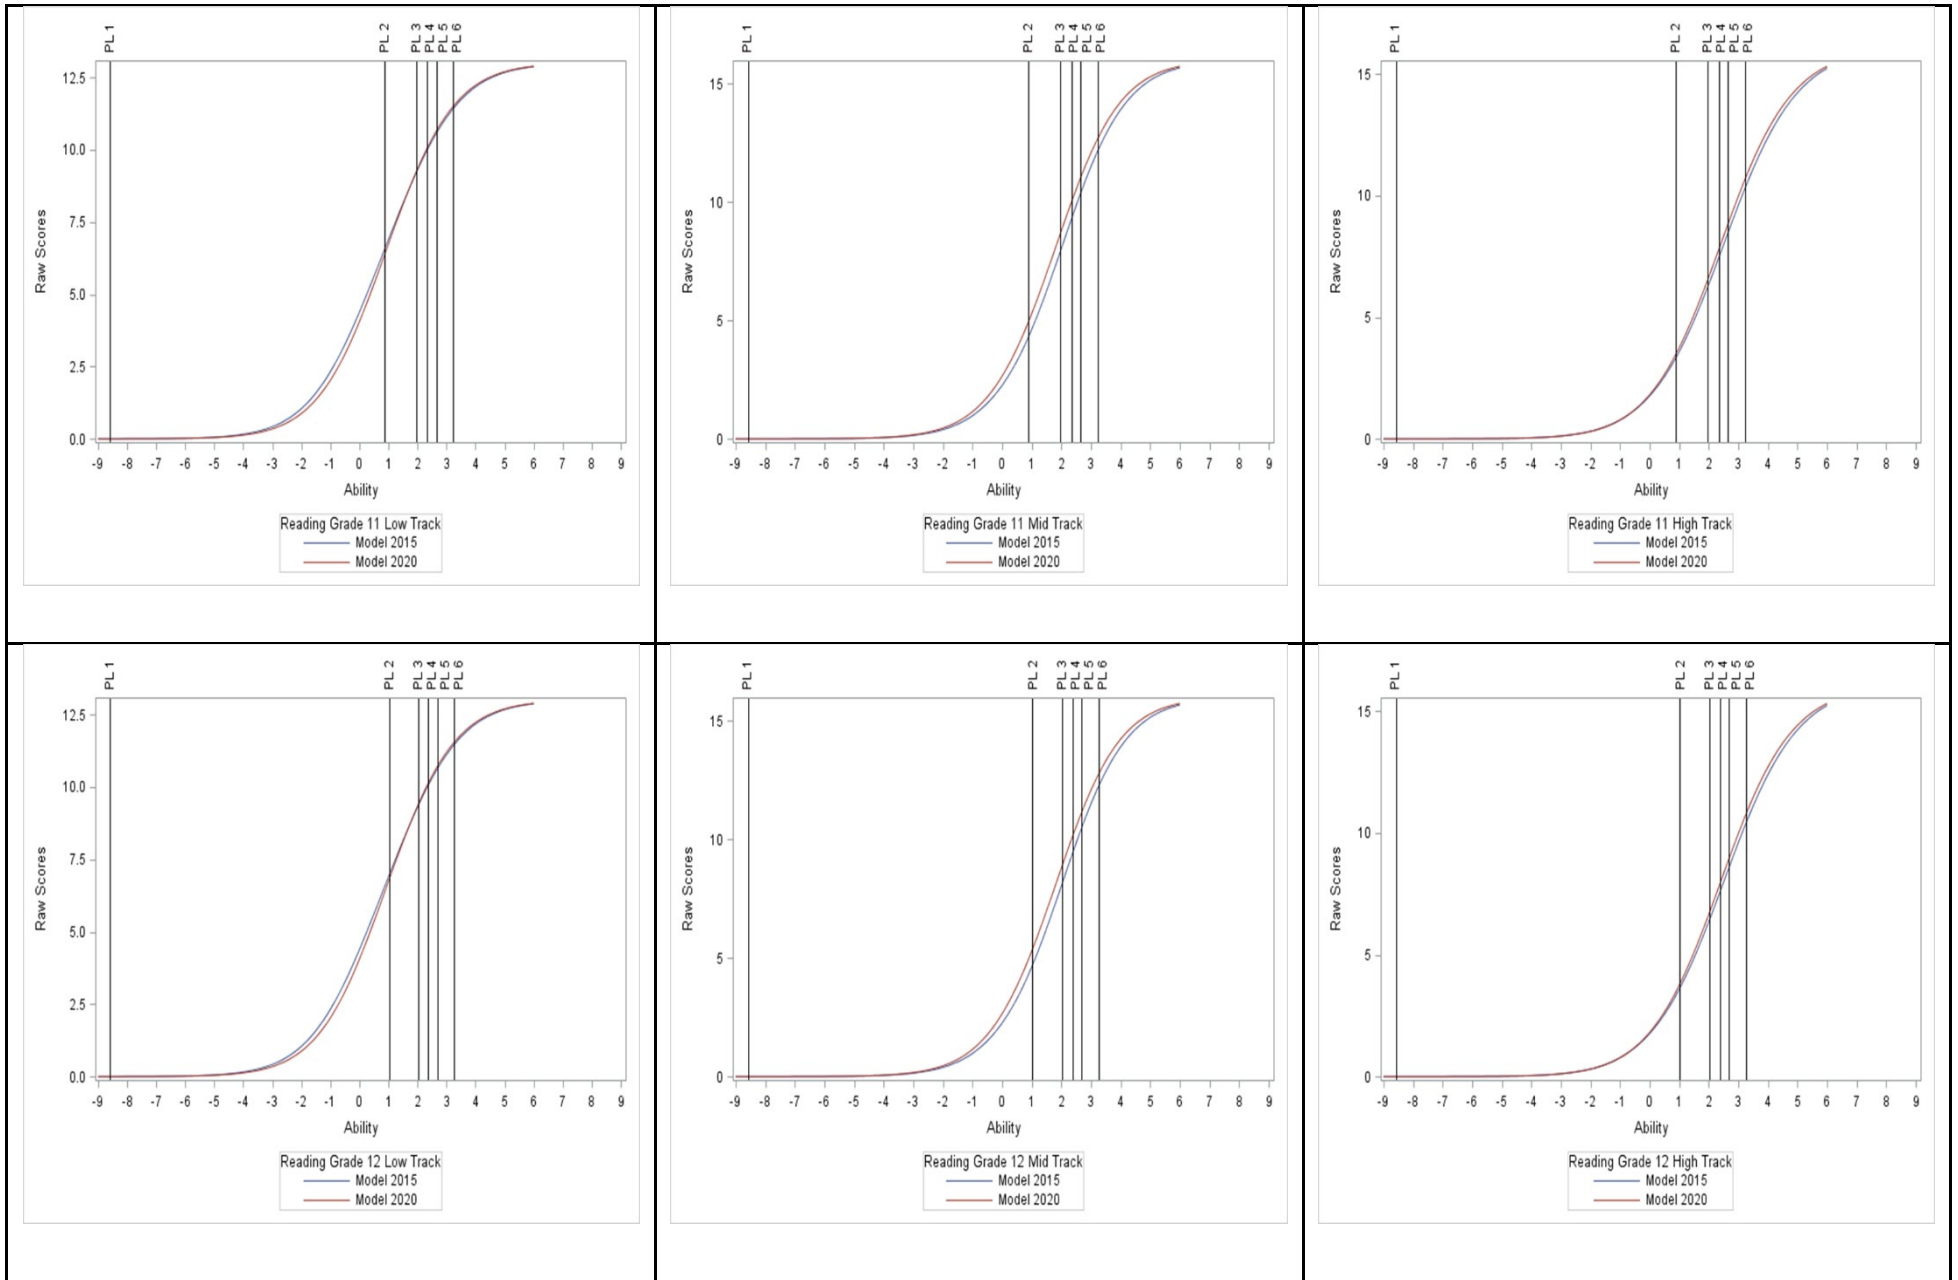 PL 1 PL 2 PL 3 PL 4 PL 5 PL 6
12.5
10.0
7.5
5.0
2.5
0.0
Raw Scores
-9 -8 -7 -6 -5 -4 -3 -2 -1 0 1 2 3 4 5 6 7 8 9
Ability
Reading Grade 11 Low Track
Model 2015
Model 2020
PL 1 PL 2 PL 3 PL 4 PL 5 PL 6
15
10
5
0
Raw Scores
-9 -8 -7 -6 -5 -4 -3 -2 -1 0 1 2 3 4 5 6 7 8 9
Ability
Reading Grade 11 Mid Track
Model 2015
Model 2020
PL 1 PL 2 PL 3 PL 4 PL 5 PL 6
15
10
5
0
Raw Scores
-9 -8 -7 -6 -5 -4 -3 -2 -1 0 1 2 3 4 5 6 7 8 9
Ability
Reading Grade 11 High Track
Model 2015
Model 2020
PL 1 PL 2 PL 3 PL 4 PL 5 PL 6
12.5
10.0
7.5
5.0
2.5
0.0
Raw Scores
-9 -8 -7 -6 -5 -4 -3 -2 -1 0 1 2 3 4 5 6 7 8 9
Ability
Reading Grade 12 Low Track
Model 2015
Model 2020
PL 1 PL 2 PL 3 PL 4 PL 5 PL 6
15
10
5
0
Raw Scores
-9 -8 -7 -6 -5 -4 -3 -2 -1 0 1 2 3 4 5 6 7 8 9
Ability
Reading Grade 12 Mid Track
Model 2015
Model 2020
PL 1 PL 2 PL 3 PL 4 PL 5 PL 6
15
10
5
0
Raw Scores
-9 -8 -7 -6 -5 -4 -3 -2 -1 0 1 2 3 4 5 6 7 8 9
Ability
Reading Grade 12 High Track
Model 2015
Model 2020